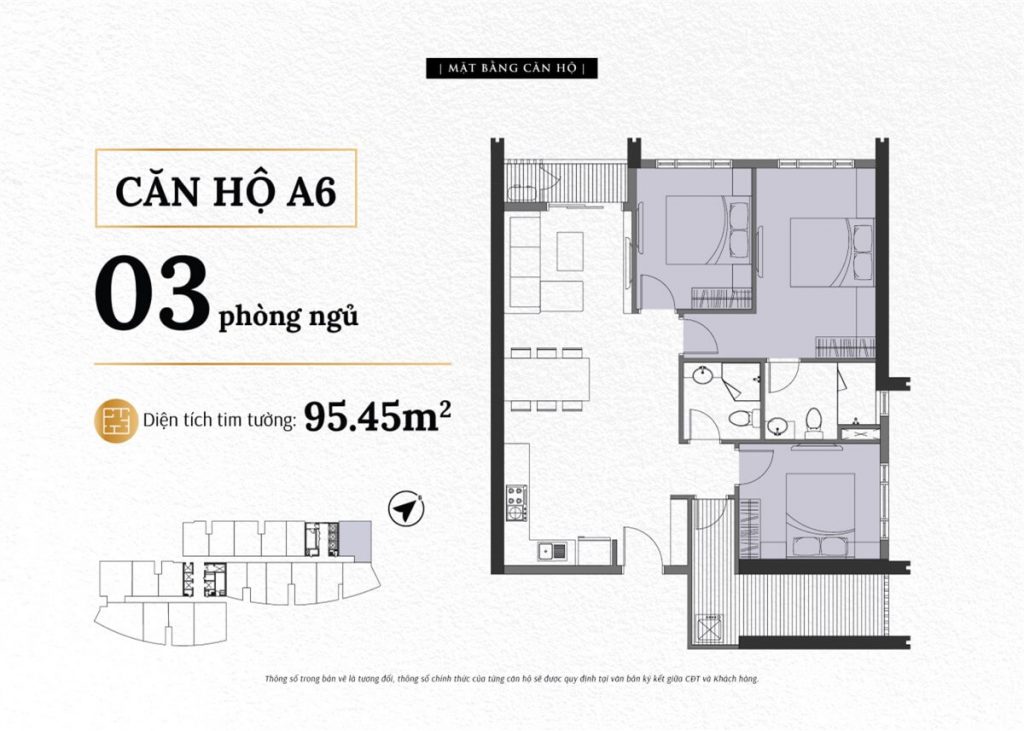 | MẶT BẰNG CĂN HỘ |
CĂN HỘ A6
03 phòng ngủ
Diện tích tim tường: 95.45m²
B
Thông số trong bản vẽ là tương đối, thông số chính thức của từng căn hộ sẽ được quy định tại văn bản ký kết giữa CĐT và Khách hàng.